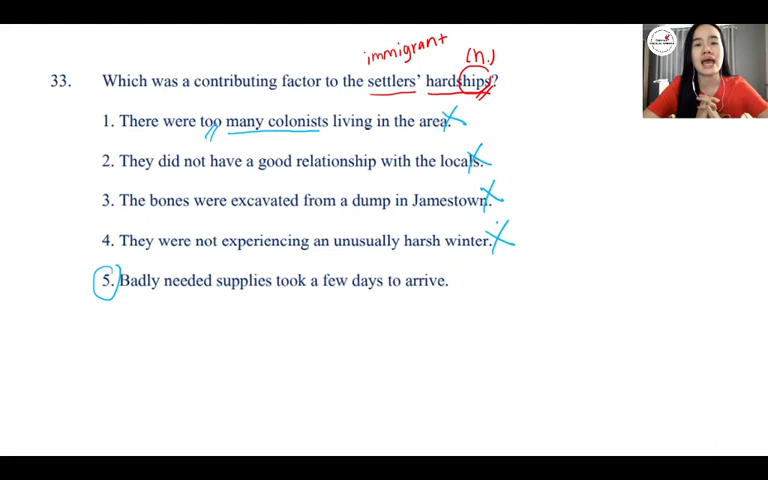 immigrant (n.)
33. Which was a contributing factor to the settlers' hardships?
1. There were too many colonists living in the area.
2. They did not have a good relationship with the locals.
3. The bones were excavated from a dump in Jamestown.
4. They were not experiencing an unusually harsh winter.
5. Badly needed supplies took a few days to arrive.